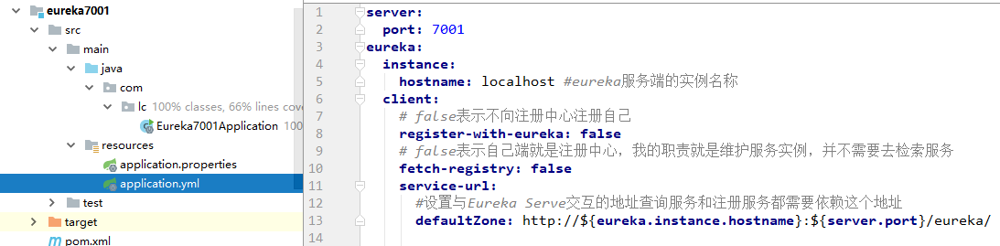 eureka7001
src
main
java
com
lc 100% classes, 66% lines cove
Eureka7001Application 100
resources
application.properties
application.yml
test
target
pom.xml
1 server:
2 port: 7001
3 eureka:
4 instance:
5 hostname: localhost #eureka服务端的实例名称
6 client:
7 # false表示不向注册中心注册自己
8 register-with-eureka: false
9 # false表示自己端就是注册中心，我的职责就是维护服务实例，并不需要去检索服务
10 fetch-registry: false
11 service-url:
12 #设置与Eureka Serve交互的地址查询服务和注册服务都需要依赖这个地址
13 defaultZone: http://${eureka.instance.hostname}:${server.port}/eureka/
14